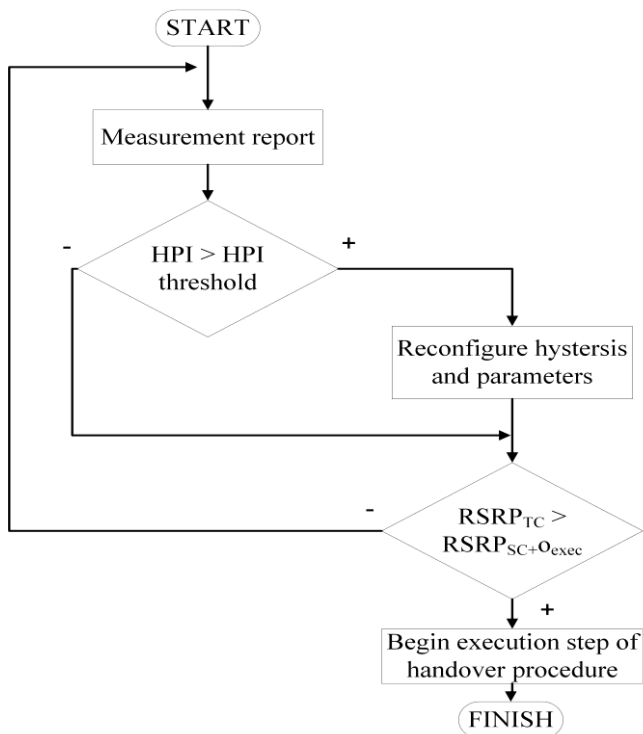 START
Measurement report
-
HPI > HPI
threshold
+
Reconfigure hystersis
and parameters
-
RSRP_TC >
RSRP_SC+o_exec
+
Begin execution step of
handover procedure
FINISH